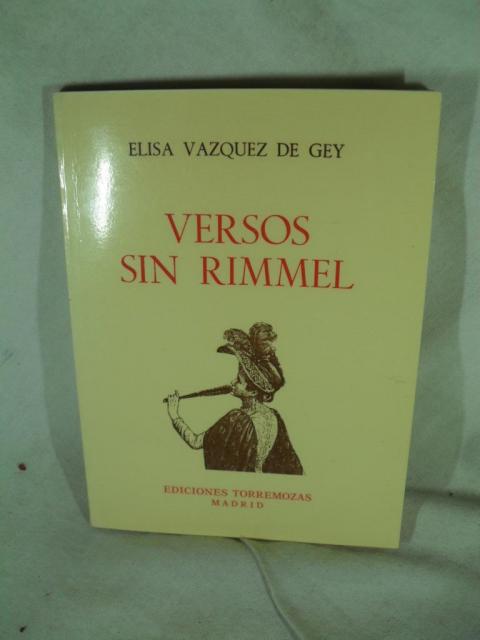 ELISA VAZQUEZ DE GEY
VERSOS
SIN RIMMEL
EDICIONES TORREMOZAS
MADRID